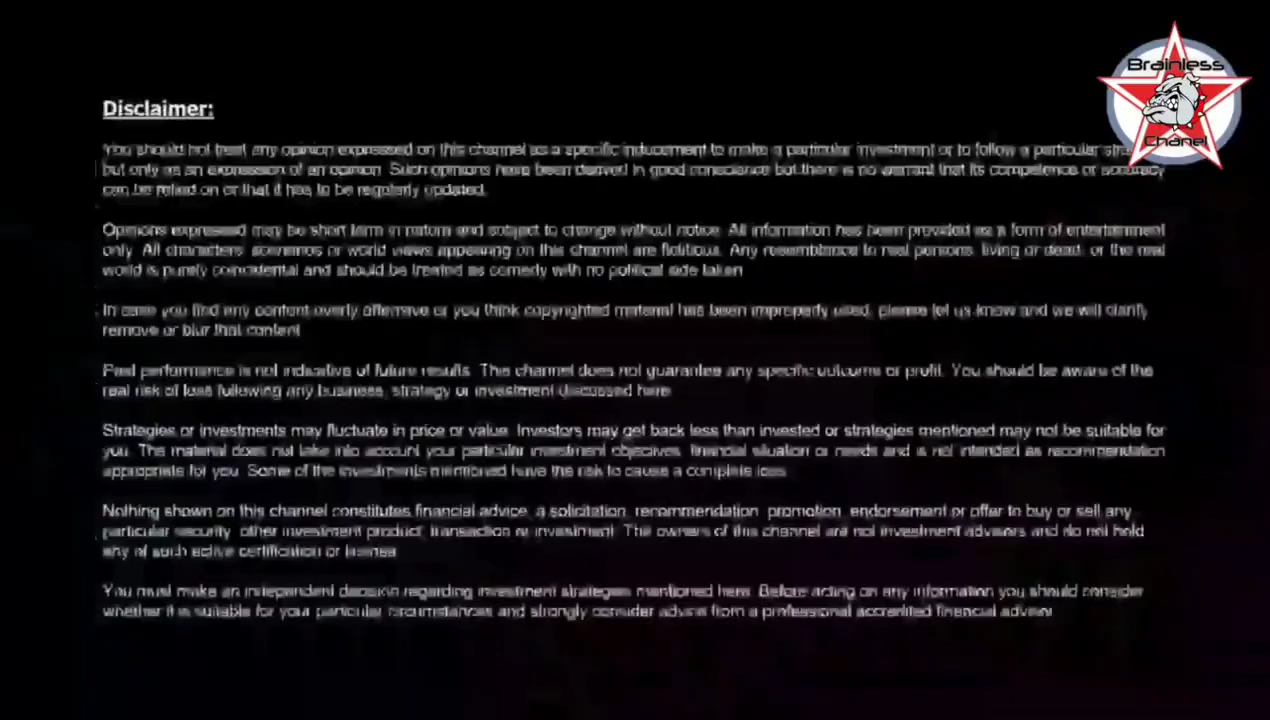 Disclaimer:
You should not treat any opinion expressed on this channel as a specific inducement to make a particular investment or to follow a particular
but only as an expression of an opinion. Such opinions have been derived in good conscience but there is no warrant that its competence or accuracy
can be relied on or that it has to be regularly updated.
Opinions expressed may be short term in nature and subject to change without notice. All information has been provided as a form of entertainment
only. All characters, scenarios or world views appearing on this channel are fictitious. Any resemblance to real persons, living or dead, or the real
world is purely coincidental and should be treated as comedy with no political side taken
In case you find any content overly offensive or you think copyrighted material has been improperly used, please let us know and we will clarify,
remove or blur that content
Past performance is not indicative of future results. This channel does not guarantee any specific outcome or profit. You should be aware of the
real risk of loss following any business, strategy or investment discussed here
Strategies or investments may fluctuate in price or value. Investors may get back less than invested or strategies mentioned may not be suitable for
you. The material does not take into account your particular investment objectives, financial situation or needs and is not intended as recommendation
appropriate for you. Some of the investments mentioned have the risk to cause a complete loss
Nothing shown on this channel constitutes financial advice, a solicitation, recommendation, promotion, endorsement or offer to buy or sell any
particular security, other investment product, transaction or investment. The owners of this channel are not investment advisors and do not hold
any of such active certification or license
You must make an independent decision regarding investment strategies mentioned here. Before acting on any information you should consider
whether it is suitable for your particular circumstances and strongly consider advise from a professional accredited financial advisor
Brainless
Chanel